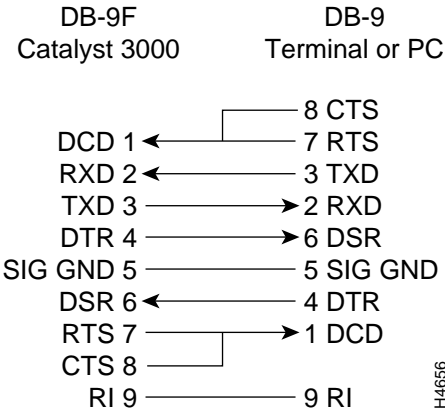 DB-9F DB-9
Catalyst 3000 Terminal or PC
8 CTS
DCD 1 7 RTS
RXD 2 3 TXD
TXD 3 2 RXD
DTR 4 6 DSR
SIG GND 5 5 SIG GND
DSR 6 4 DTR
RTS 7 1 DCD
CTS 8
RI 9 9 RI
H4656